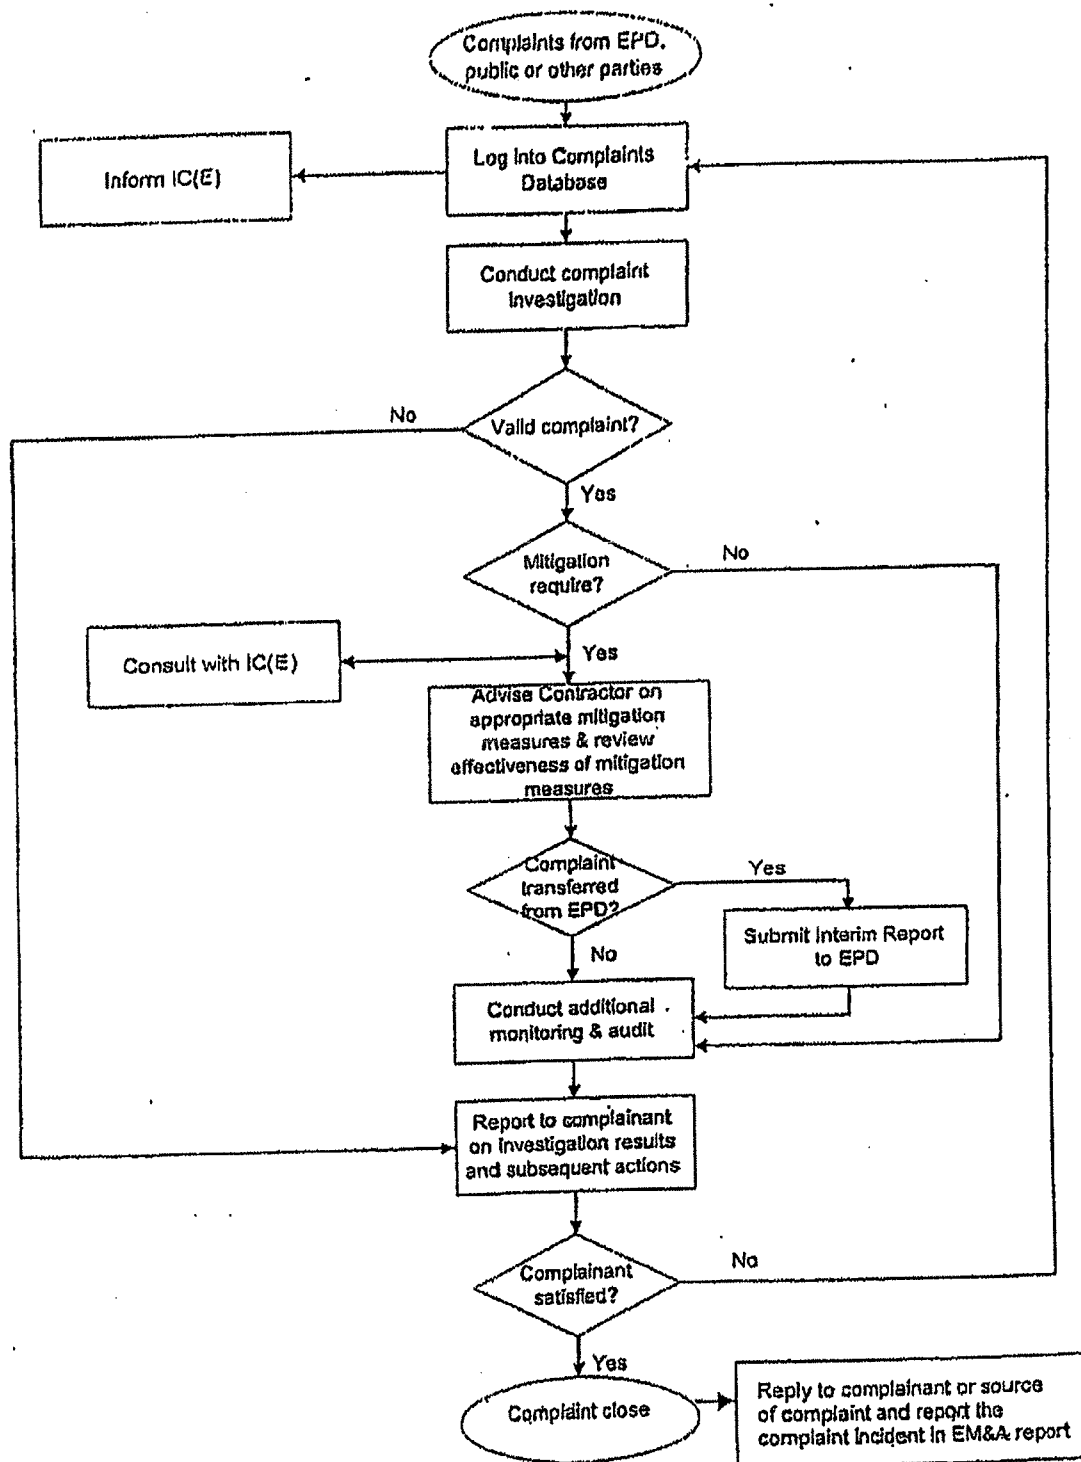 Complaints from EPD,
public or other parties
Log Into Complaints
Database
Inform IC(E)
Conduct complaint
Investigation
No
Valid complaint?
Yes
Mitigation
require?
No
Consult with IC(E)
Yes
Advise Contractor on
appropriate mitigation
measures & review
effectiveness of mitigation
measures
Complaint
transferred
from EPD?
Yes
Submit Interim Report
to EPD
No
Conduct additional
monitoring & audit
Report to complainant
on investigation results
and subsequent actions
Complainant
satisfied?
No
Yes
Complaint close
Reply to complainant or source
of complaint and report the
complaint incident in EM&A report